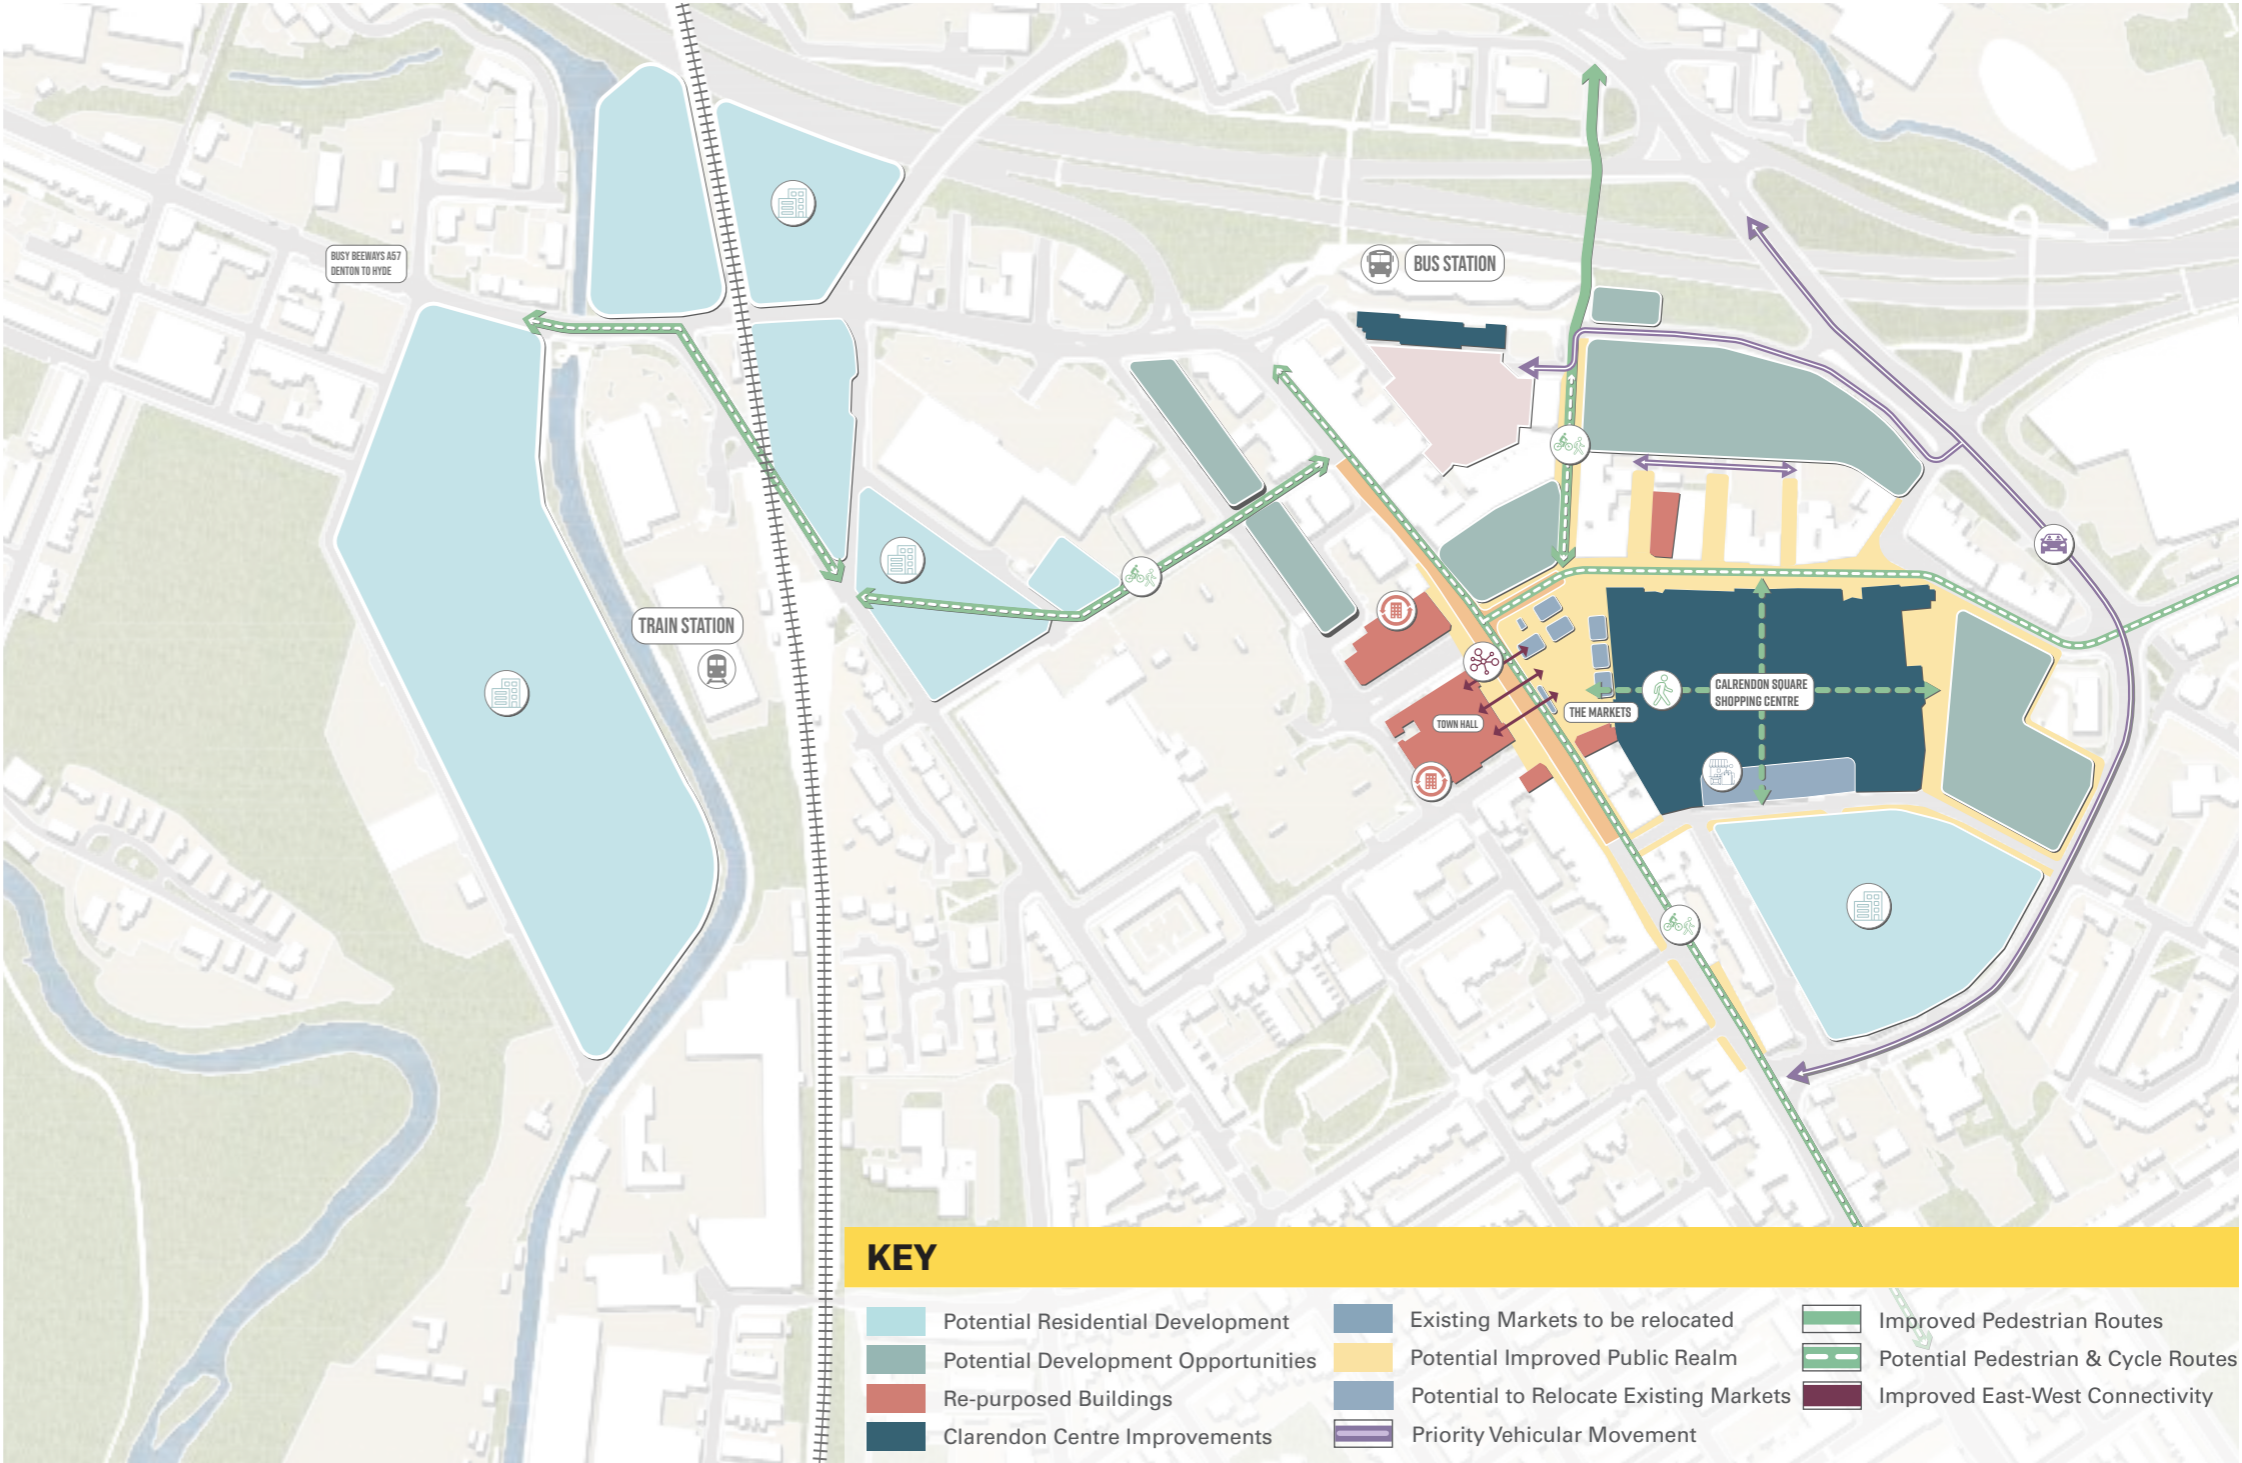 BUSY BEEWAYS A57
DENTON TO HYDE
BUS STATION
TRAIN STATION
TOWN HALL
THE MARKETS
CALRENDON SQUARE
SHOPPING CENTRE
KEY
Potential Residential Development
Potential Development Opportunities
Re-purposed Buildings
Clarendon Centre Improvements
Existing Markets to be relocated
Potential Improved Public Realm
Potential to Relocate Existing Markets
Priority Vehicular Movement
Improved Pedestrian Routes
Potential Pedestrian & Cycle Routes
Improved East-West Connectivity